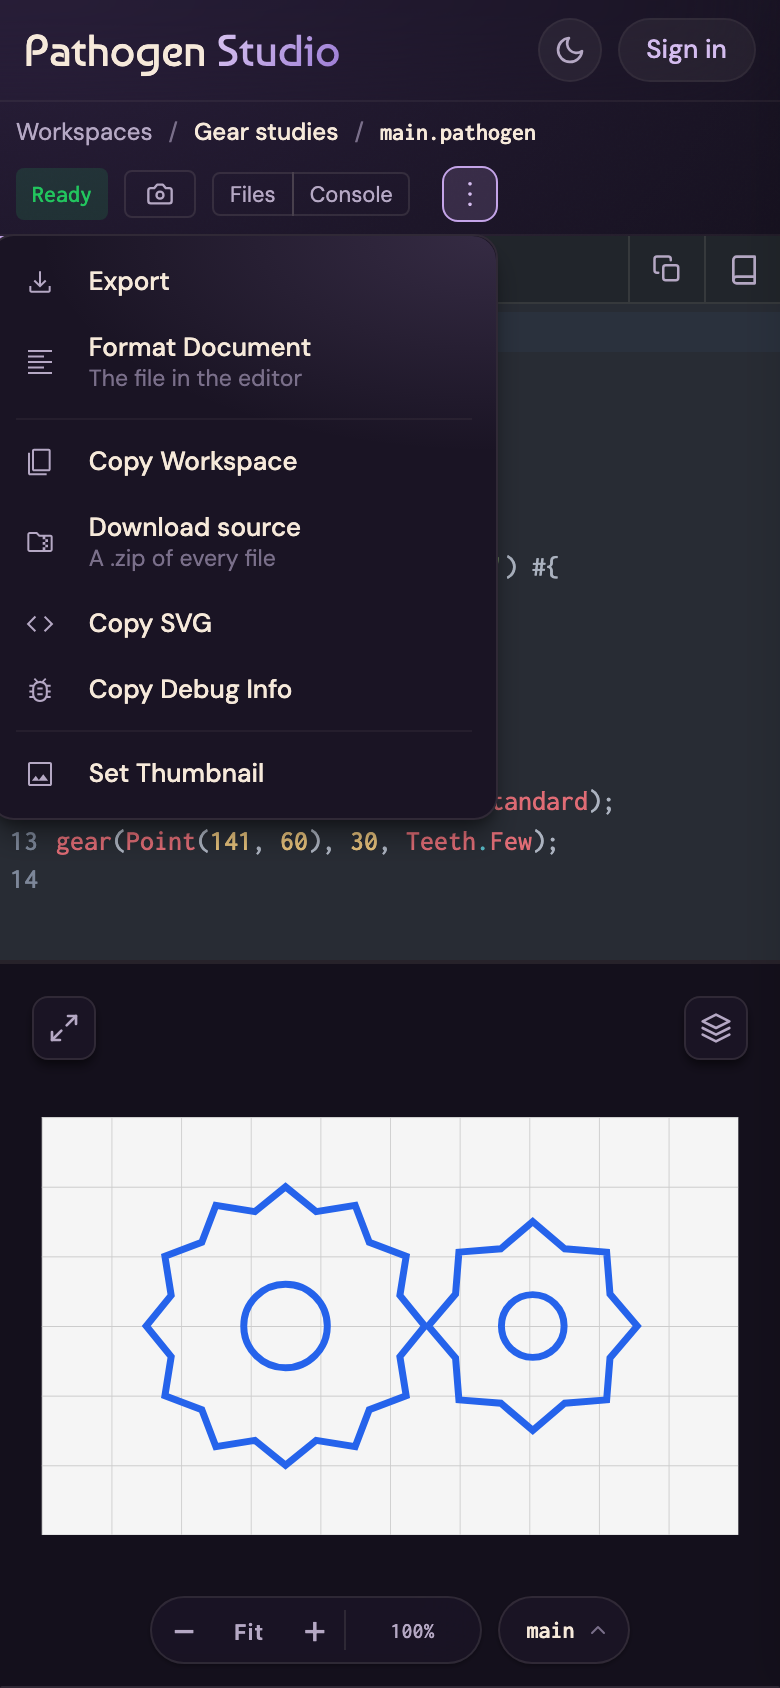 Pathogen Studio
Sign in
Workspaces / Gear studies / main.pathogen
Ready
Files
Console
Export
Format Document
The file in the editor
Copy Workspace
Download source
A .zip of every file
) #{
Copy SVG
Copy Debug Info
Set Thumbnail
tandard);
13 gear(Point(141, 60), 30, Teeth.Few);
14
Fit
100%
main